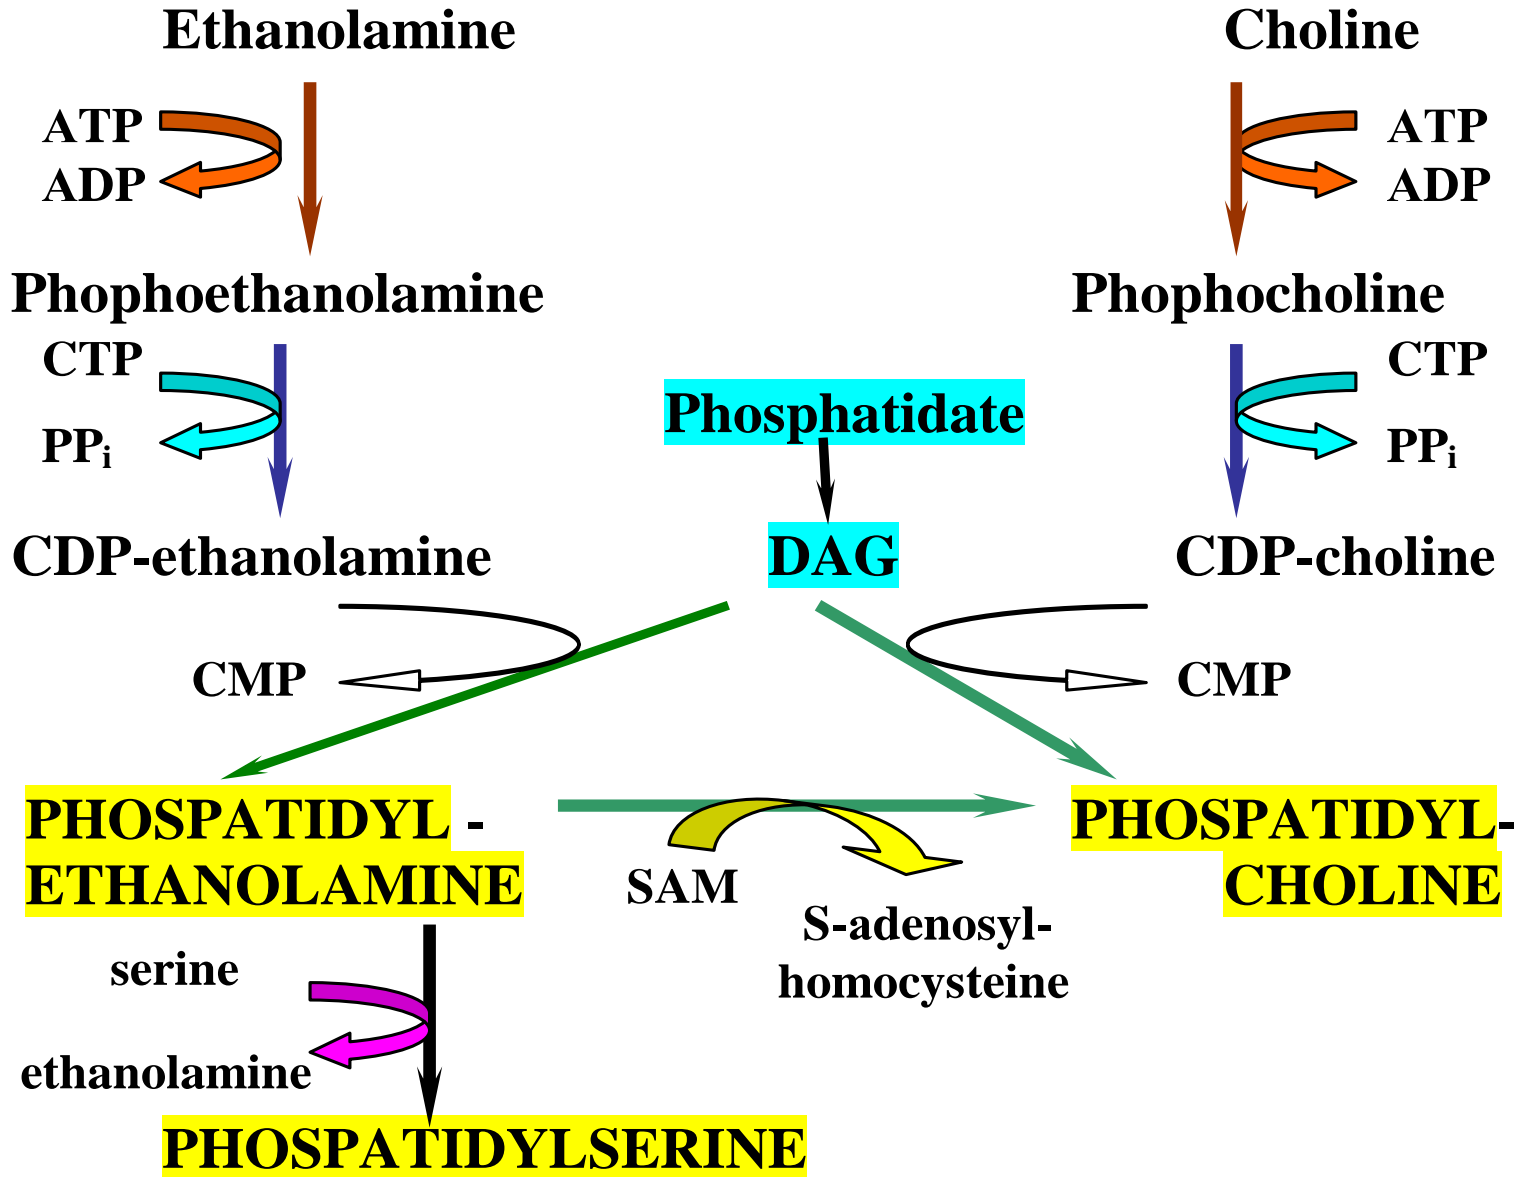 Ethanolamine
Choline
ATP
ADP
ATP
ADP
Phophoethanolamine
Phophocholine
CTP
PPi
CTP
PPi
Phosphatidate
DAG
CDP-ethanolamine
CDP-choline
CMP
CMP
PHOSPATIDYL -
ETHANOLAMINE
PHOSPATIDYL-
CHOLINE
SAM
S-adenosyl-
homocysteine
serine
ethanolamine
PHOSPATIDYLSERINE